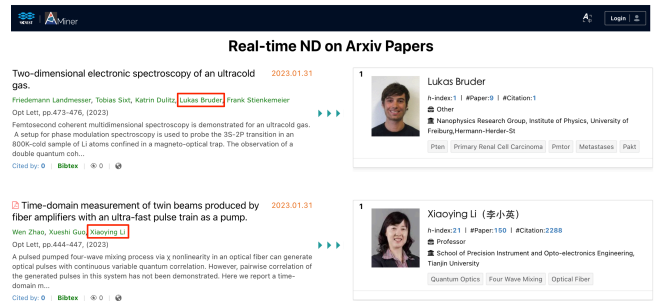 SKNEXT | AMiner
Login
Real-time ND on Arxiv Papers
Two-dimensional electronic spectroscopy of an ultracold gas.
2023.01.31
Friedemann Landmesser, Tobias Sixt, Katrin Dulitz, Lukas Bruder, Frank Stienkemeier
Opt Lett, pp.473-476, (2023)
Femtosecond coherent multidimensional spectroscopy is demonstrated for an ultracold gas.
A setup for phase modulation spectroscopy is used to probe the 3S-2P transition in an
800K-cold sample of Li atoms confined in a magneto-optical trap. The observation of a
double quantum coh...
Cited by: 0 | Bibtex | 0 |
1
Lukas Bruder
h-index:1 | #Paper:9 | #Citation:1
Other
Nanophysics Research Group, Institute of Physics, University of
Freiburg,Hermann-Herder-St
Pten Primary Renal Cell Carcinoma Pmtor Metastases Pakt
Time-domain measurement of twin beams produced by
fiber amplifiers with an ultra-fast pulse train as a pump.
2023.01.31
Wen Zhao, Xueshi Guo, Xiaoying Li
Opt Lett, pp.444-447, (2023)
A pulsed pumped four-wave mixing process via χ nonlinearity in an optical fiber can generate
optical pulses with continuous variable quantum correlation. However, pairwise correlation of
the generated pulses in this system has not been demonstrated. Here we report a time-
domain m...
Cited by: 0 | Bibtex | 0 |
1
Xiaoying Li（李小英）
h-index:21 | #Paper:150 | #Citation:2288
Professor
School of Precision Instrument and Opto-electronics Engineering,
Tianjin University
Quantum Optics Four Wave Mixing Optical Fiber